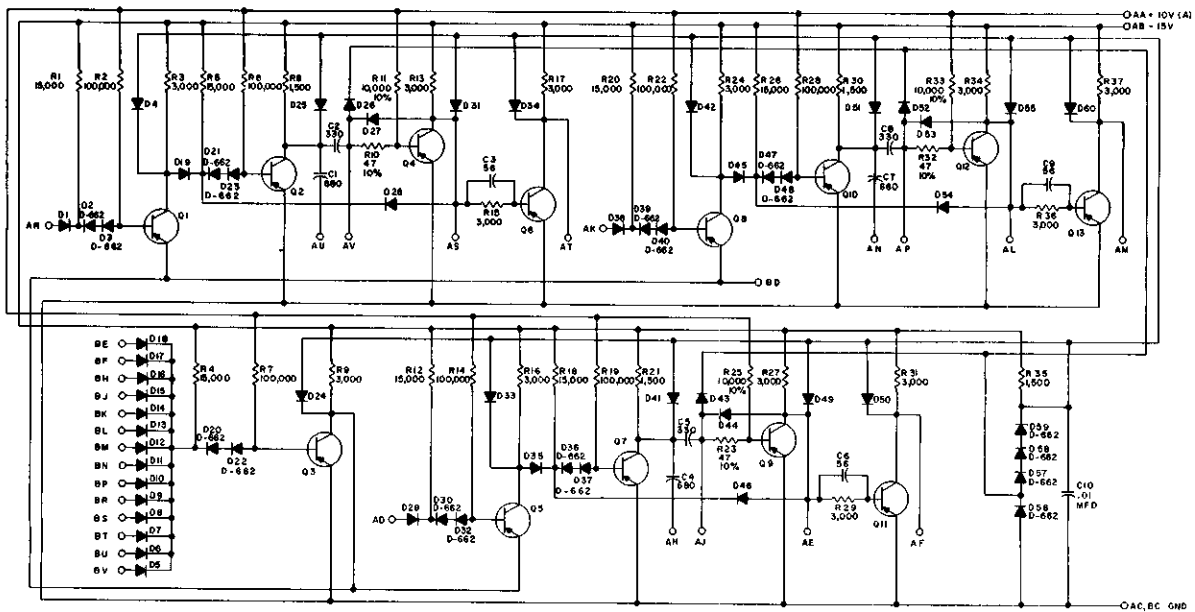 AA + 10V (A)
AB - 15V
R1
15,000
R2
100,000
D4
R3
3,000
R5
15,000
R6
100,000
R8
1,500
D25
C2
330
D26
R11
10,000
10%
D27
R13
3,000
D31
D34
R17
3,000
R20
15,000
R22
100,000
D42
R24
3,000
R26
15,000
R28
100,000
R30
1,500
D51
C8
330
D52
R33
10,000
10%
D53
R34
3,000
D55
D60
R37
3,000
D19
D21
D-662
D23
D-662
Q2
C1
680
R10
47
10%
Q4
C3
56
D28
R15
3,000
Q6
D45
D47
D-662
D48
D-662
Q10
C7
680
R32
47
10%
Q12
D54
C9
56
R36
3,000
Q13
AN
D1
D2
D-662
D3
D-662
Q1
AU
AV
AS
AT
AK
D38
D39
D-662
D40
D-662
Q8
AN
AP
AL
AM
BD
BE
D18
BF
D17
BH
D16
BJ
D15
BK
D14
BL
D13
BM
D12
BN
D11
BP
D10
BR
D9
BS
D8
BT
D7
BU
D6
BV
D5
R4
15,000
R7
100,000
D24
R9
3,000
D20
D-662
D22
D-662
Q3
R12
15,000
R14
100,000
D33
R16
3,000
R18
15,000
R19
100,000
R21
1,500
D41
C5
330
D43
R25
10,000
10%
D44
R27
3,000
D49
D50
R31
3,000
R35
1,500
AD
D29
D30
D-662
D32
D-662
Q5
D35
D36
D-662
D37
D-662
Q7
C4
680
R23
47
10%
Q9
D46
C6
56
R29
3,000
Q11
D59
D-662
D-662
D57
D-662
D-662
C10
.01
MFD
AH
AJ
AE
AF
AC, BC GND